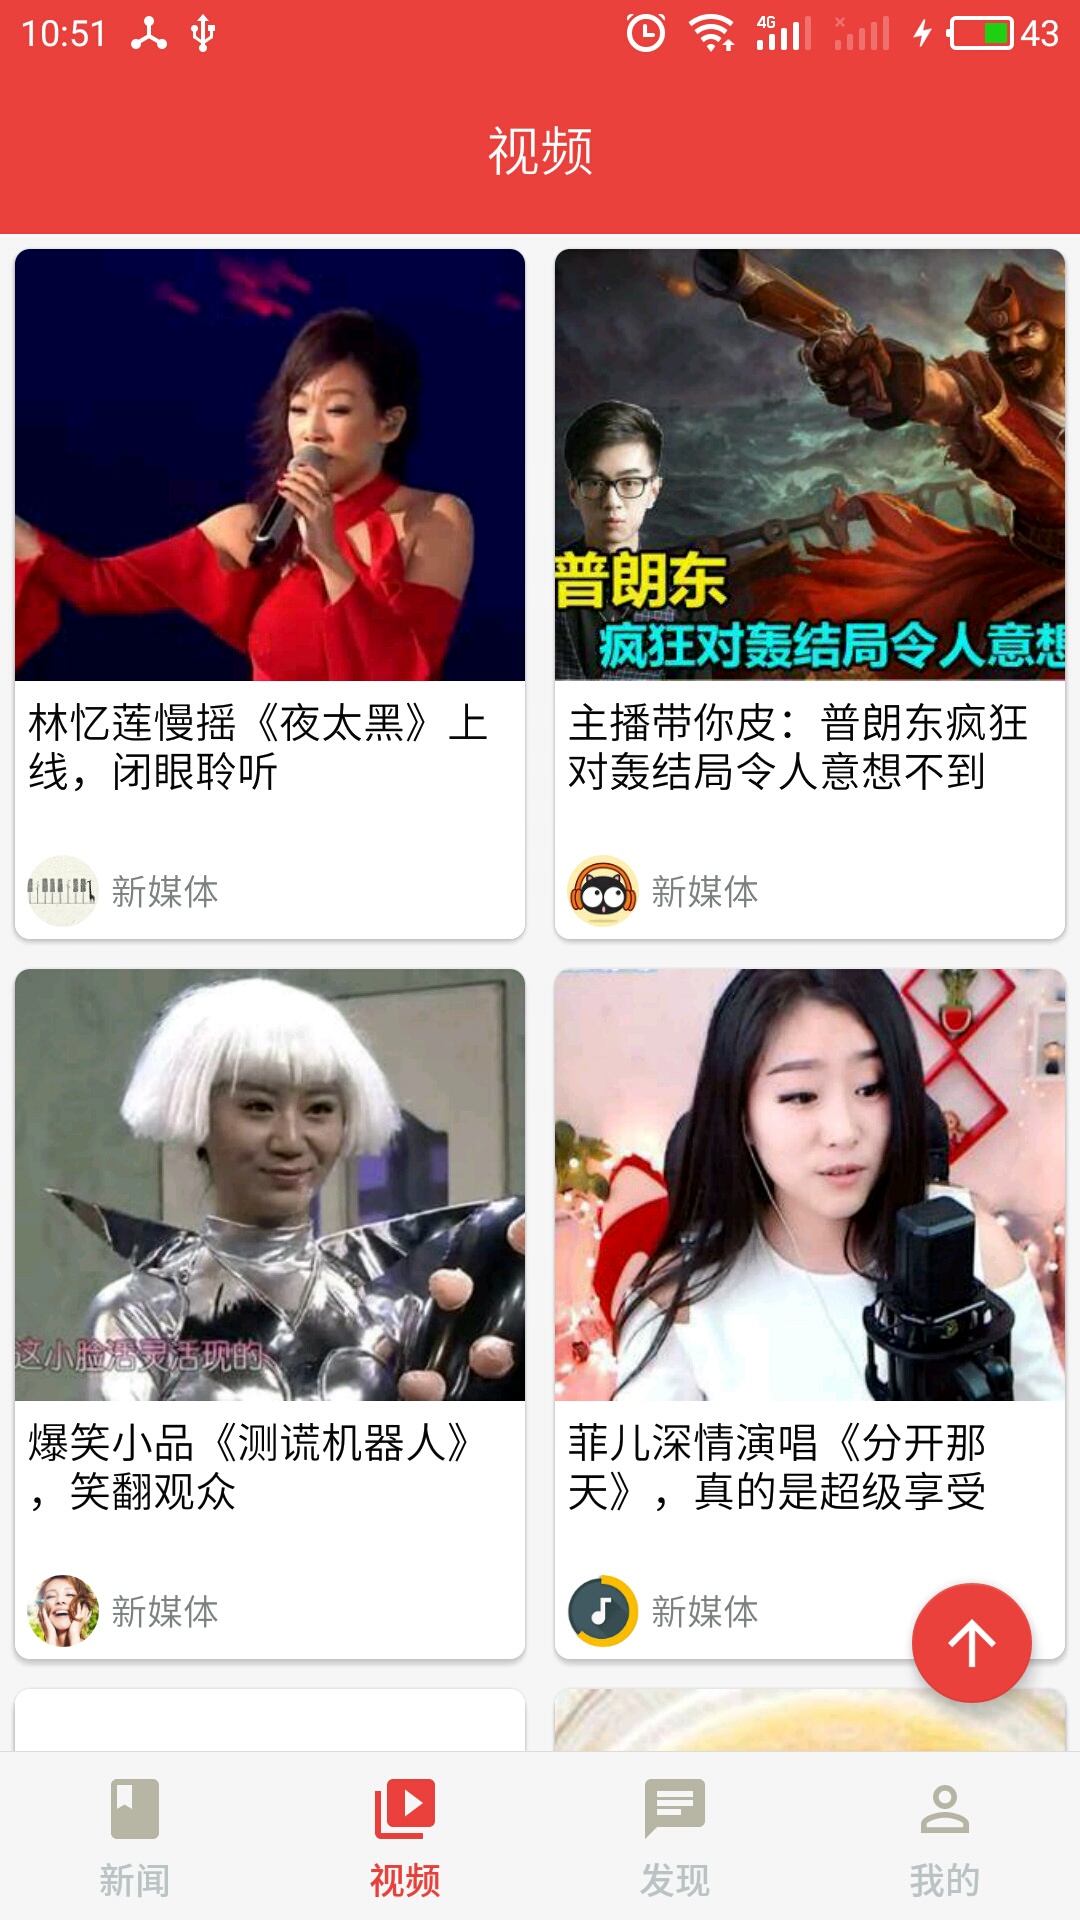 10:51
4G
43
视频
普朗东
疯狂对轰结局令人意想
林忆莲慢摇《夜太黑》上
线，闭眼聆听
新媒体
主播带你皮：普朗东疯狂
对轰结局令人意想不到
新媒体
这小脸活灵活现的
爆笑小品《测谎机器人》
，笑翻观众
新媒体
菲儿深情演唱《分开那
天》，真的是超级享受
新媒体
新闻
视频
发现
我的